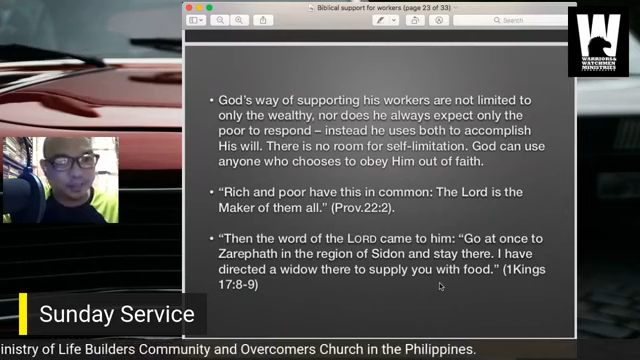 Biblical support for workers (page 23 of 33)
Search
WARRIORS &
WATCHMEN
MINISTRIES
• God's way of supporting his workers are not limited to
only the wealthy, nor does he always expect only the
poor to respond – instead he uses both to accomplish
His will. There is no room for self-limitation. God can use
anyone who chooses to obey Him out of faith.
• “Rich and poor have this in common: The Lord is the
Maker of them all.” (Prov.22:2).
• “Then the word of the LORD came to him: “Go at once to
Zarephath in the region of Sidon and stay there. I have
directed a widow there to supply you with food.” (1Kings
17:8-9)
Sunday Service
inistry of Life Builders Community and Overcomers Church in the Philippines.